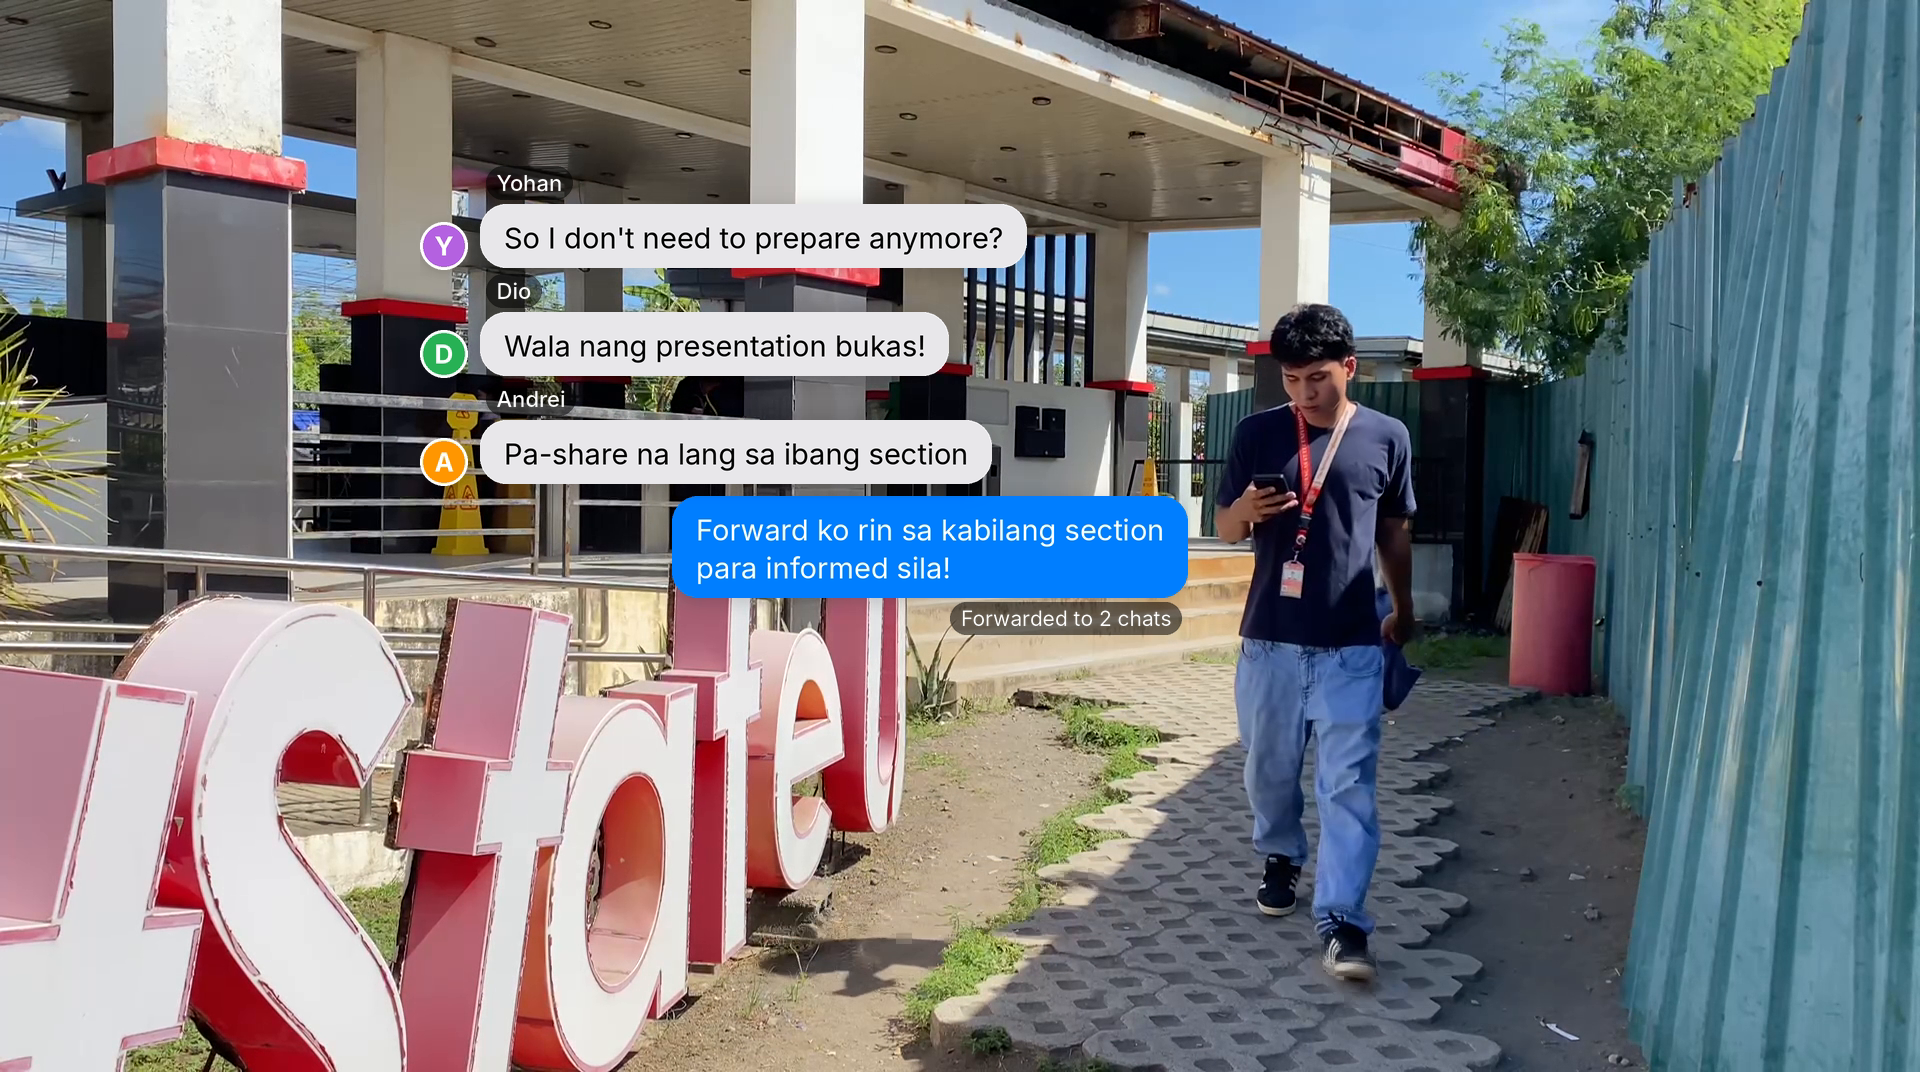 Yohan
Y
So I don't need to prepare anymore?
Dio
D
Wala nang presentation bukas!
Andrei
A
Pa-share na lang sa ibang section
Forward ko rin sa kabilang section
para informed sila!
Forwarded to 2 chats
#StateU